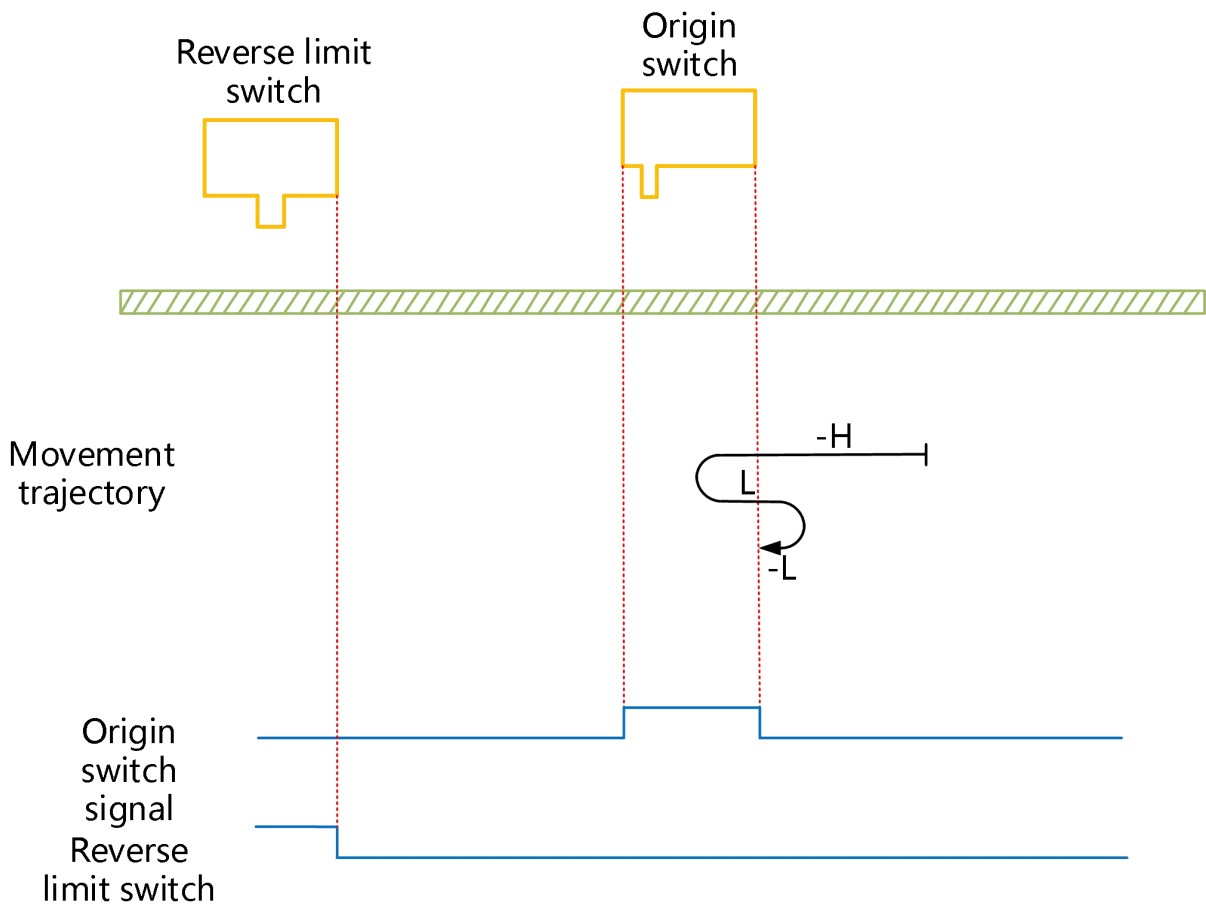 Reverse limit
switch
Origin
switch
Movement
trajectory
-H
L
-L
Origin
switch
signal
Reverse
limit switch